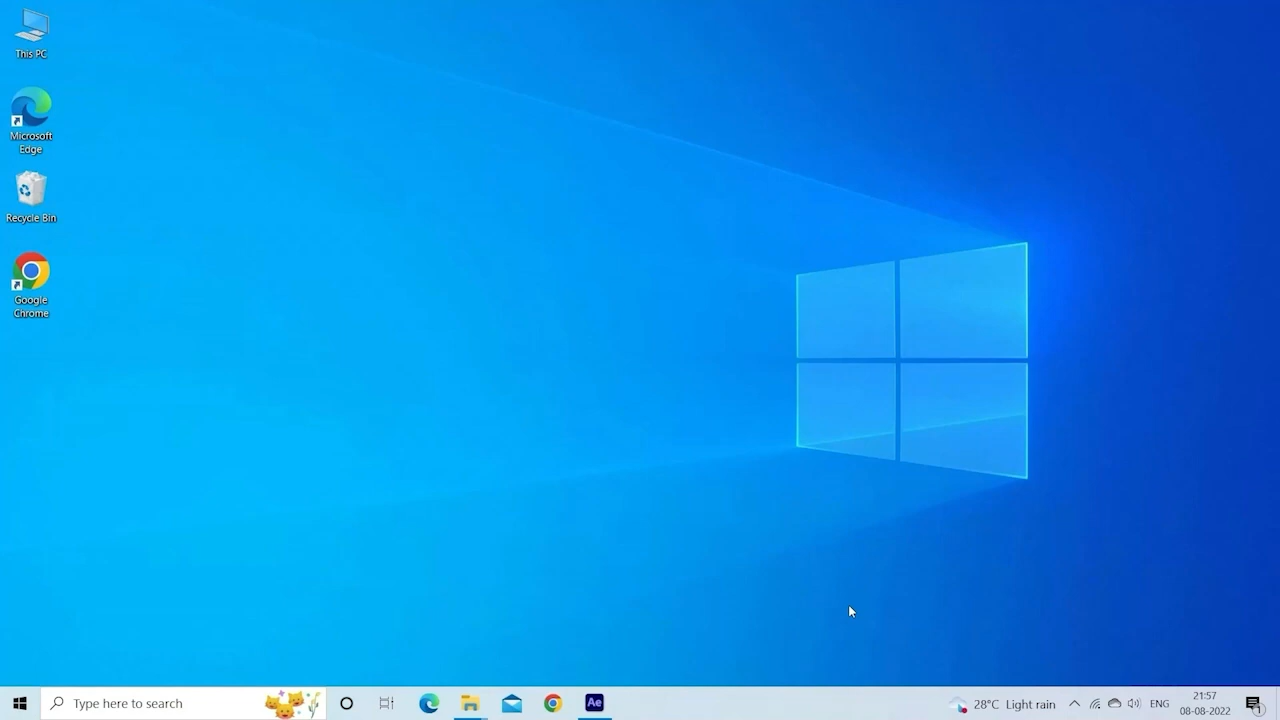 This PC
Microsoft
Edge
Recycle Bin
Google
Chrome
Type here to search
Ae
28°C Light rain
ENG
21:57
08-08-2022
1